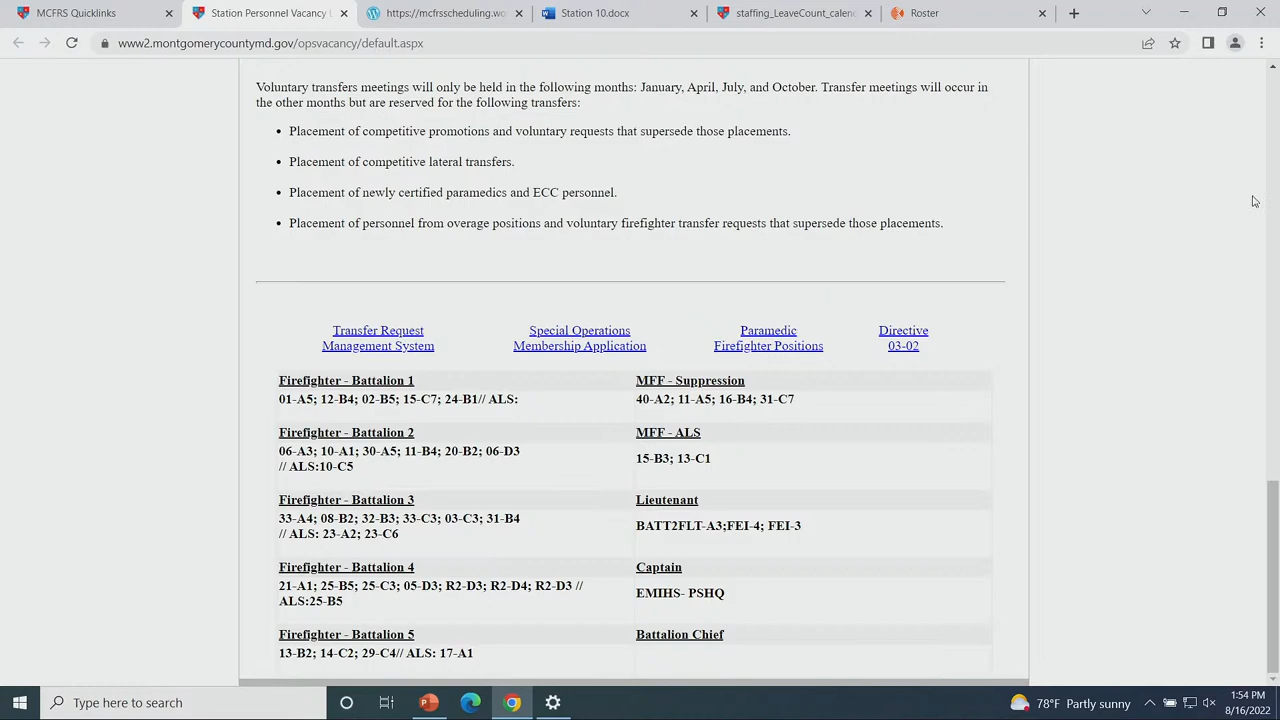 MCFRS Quicklinks
Station Personnel Vacancy
https://mcfrsscheduling.wo
Station 10.docx
staffing_LeaveCount_calen
Roster
www2.montgomerycountymd.gov/opsvacancy/default.aspx
Voluntary transfers meetings will only be held in the following months: January, April, July, and October. Transfer meetings will occur in
the other months but are reserved for the following transfers:
Placement of competitive promotions and voluntary requests that supersede those placements.
Placement of competitive lateral transfers.
Placement of newly certified paramedics and ECC personnel.
Placement of personnel from overage positions and voluntary firefighter transfer requests that supersede those placements.
Transfer Request
Management System
Special Operations
Membership Application
Paramedic
Firefighter Positions
Directive
03-02
Firefighter - Battalion 1
01-A5; 12-B4; 02-B5; 15-C7; 24-B1// ALS:
MFF - Suppression
40-A2; 11-A5; 16-B4; 31-C7
Firefighter - Battalion 2
06-A3; 10-A1; 30-A5; 11-B4; 20-B2; 06-D3
// ALS:10-C5
MFF - ALS
15-B3; 13-C1
Firefighter - Battalion 3
33-A4; 08-B2; 32-B3; 33-C3; 03-C3; 31-B4
// ALS: 23-A2; 23-C6
Lieutenant
BATT2FLT-A3;FEI-4; FEI-3
Firefighter - Battalion 4
21-A1; 25-B5; 25-C3; 05-D3; R2-D3; R2-D4; R2-D3 //
ALS:25-B5
Captain
EMIHS- PSHQ
Firefighter - Battalion 5
13-B2; 14-C2; 29-C4// ALS: 17-A1
Battalion Chief
Type here to search
78°F Partly sunny
1:54 PM
8/16/2022